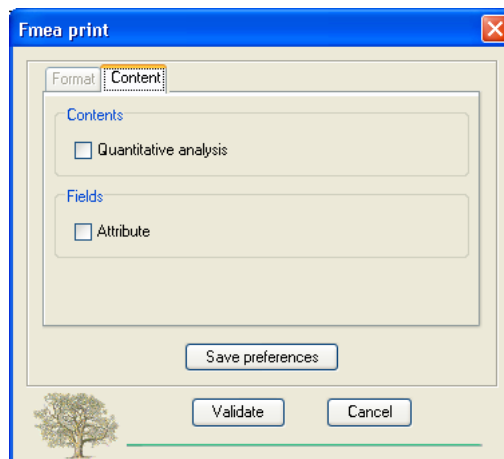 Fmea print
Format Content
Contents
Quantitative analysis
Fields
Attribute
Save preferences
Validate Cancel